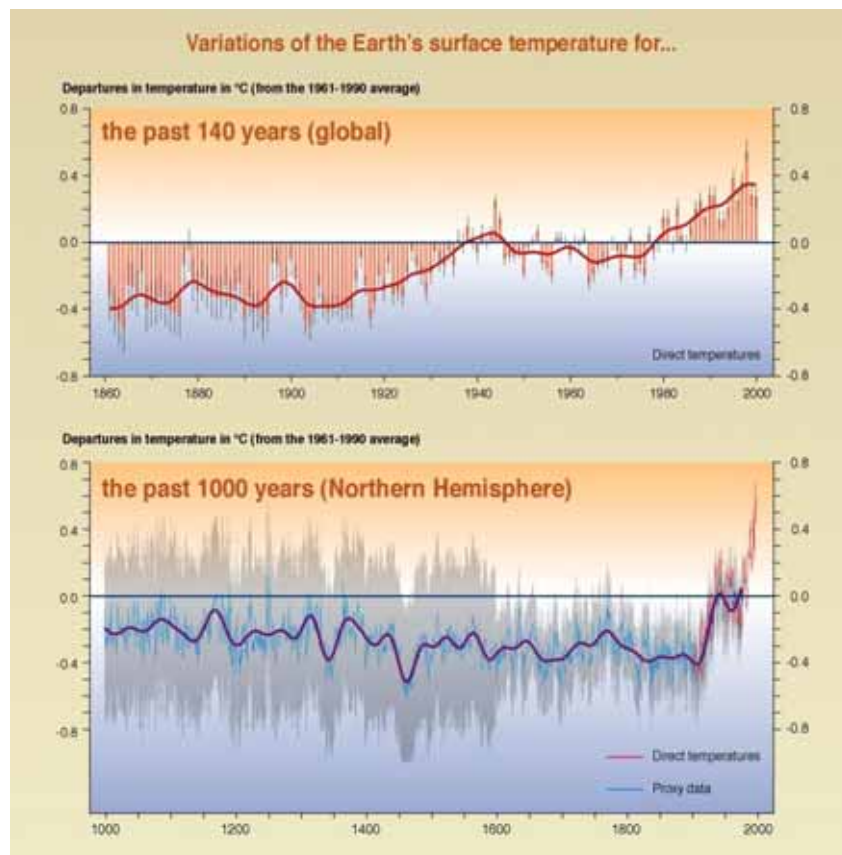 Variations of the Earth's surface temperature for...
Departures in temperature in °C (from the 1961-1990 average)
0.8 0.8
the past 140 years (global)
0.4 0.4
0.0 0.0
-0.4 -0.4
Direct temperatures
-0.8 -0.8
1860 1880 1900 1920 1940 1960 1980 2000
Departures in temperature in °C (from the 1961-1990 average)
0.8 0.8
the past 1000 years (Northern Hemisphere)
0.4 0.4
0.0 0.0
-0.4 -0.4
-0.8 -0.8
Direct temperatures
Proxy data
1000 1200 1400 1600 1800 2000